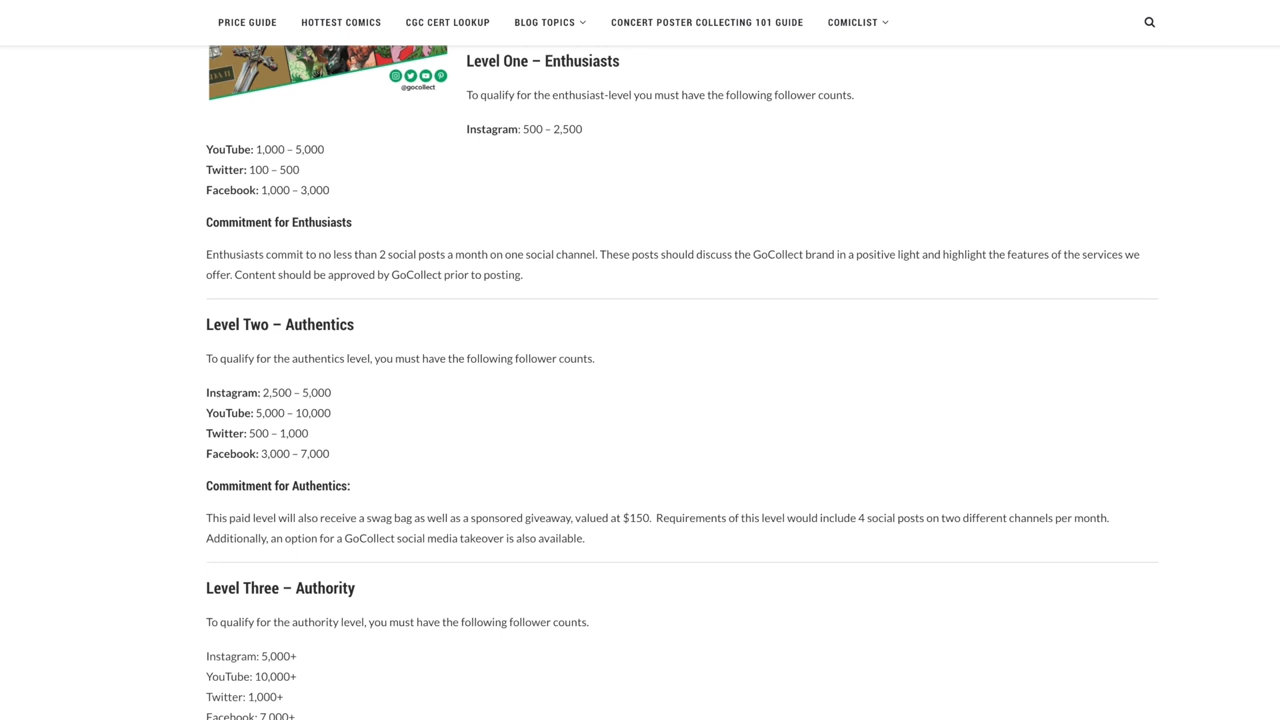 PRICE GUIDE HOTTEST COMICS CGC CERT LOOKUP BLOG TOPICS CONCERT POSTER COLLECTING 101 GUIDE COMICLIST
@gocollect
Level One – Enthusiasts
To qualify for the enthusiast-level you must have the following follower counts.
Instagram: 500 – 2,500
YouTube: 1,000 – 5,000
Twitter: 100 – 500
Facebook: 1,000 – 3,000
Commitment for Enthusiasts
Enthusiasts commit to no less than 2 social posts a month on one social channel. These posts should discuss the GoCollect brand in a positive light and highlight the features of the services we
offer. Content should be approved by GoCollect prior to posting.
Level Two – Authentics
To qualify for the authentics level, you must have the following follower counts.
Instagram: 2,500 – 5,000
YouTube: 5,000 – 10,000
Twitter: 500 – 1,000
Facebook: 3,000 – 7,000
Commitment for Authentics:
This paid level will also receive a swag bag as well as a sponsored giveaway, valued at $150. Requirements of this level would include 4 social posts on two different channels per month.
Additionally, an option for a GoCollect social media takeover is also available.
Level Three – Authority
To qualify for the authority level, you must have the following follower counts.
Instagram: 5,000+
YouTube: 10,000+
Twitter: 1,000+
Facebook: 7,000+